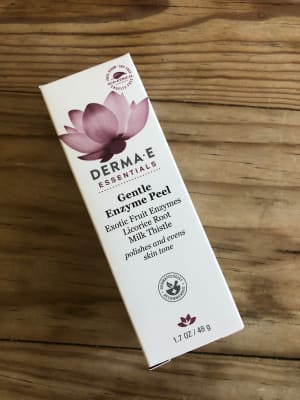 DERMA·E
ESSENTIALS
Gentle
Enzyme Peel
Exotic Fruit Enzymes
Licorice Root
Milk Thistle
polishes and evens
skin tone
1.7 OZ / 48 g